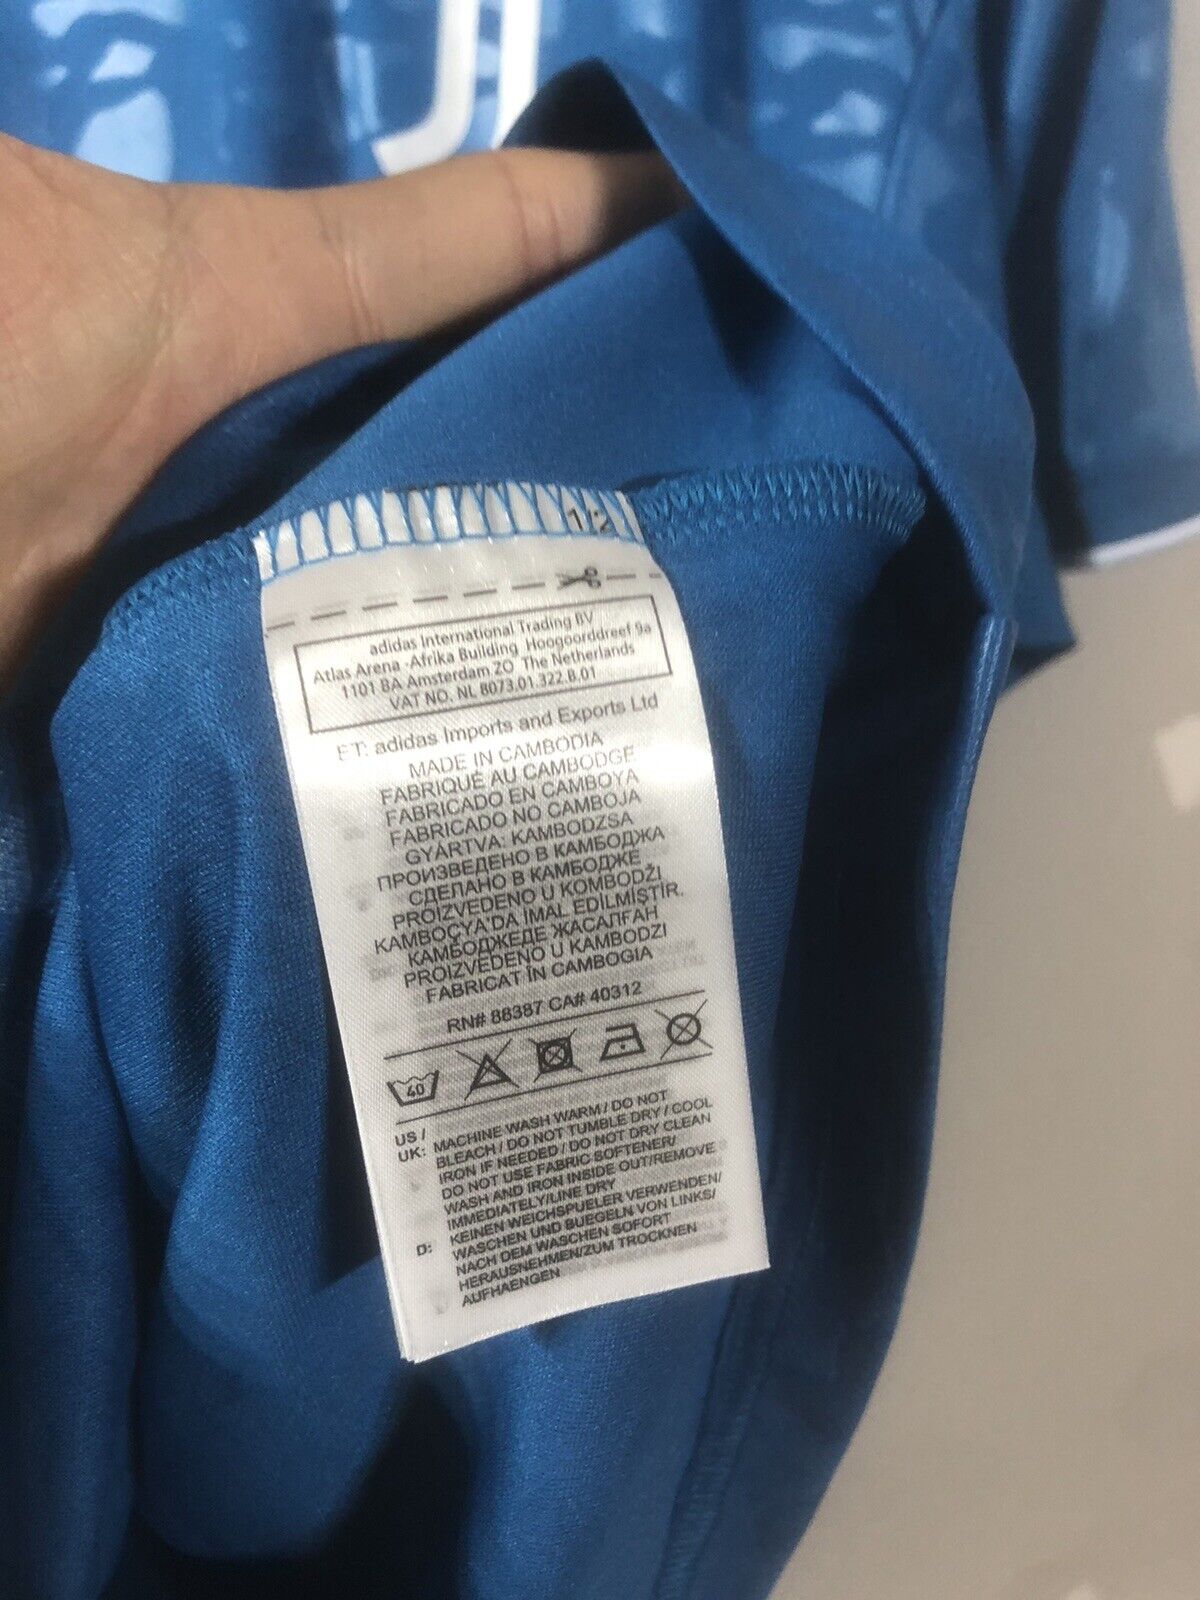 1/2
adidas International Trading BV
Atlas Arena -Afrika Building Hoogoorddreef 9a
1101 BA Amsterdam ZO The Netherlands
VAT NO. NL 8073.01.322.B.01
ET: adidas Imports and Exports Ltd
MADE IN CAMBODIA
FABRIQUÉ AU CAMBODGE
FABRICADO EN CAMBOYA
FABRICADO NO CAMBOJA
GYÁRTVA: KAMBODZSA
ПРОИЗВЕДЕНО В КАМБОДЖА
СДЕЛАНО В КАМБОДЖЕ
PROIZVEDENO U KOMBODŽI
KAMBOÇYA'DA IMAL EDİLMİŞTİR.
КАМБОДЖЕДЕ ЖАСАЛҒАН
PROIZVEDENO U KAMBODZI
FABRICAT ÎN CAMBOGIA
RN# 88387 CA# 40312
40
US / UK: MACHINE WASH WARM / DO NOT
BLEACH / DO NOT TUMBLE DRY / COOL
IRON IF NEEDED / DO NOT DRY CLEAN
DO NOT USE FABRIC SOFTENER/
WASH AND IRON INSIDE OUT/REMOVE
IMMEDIATELY/LINE DRY
D: KEINEN WEICHSPUELER VERWENDEN/
WASCHEN UND BUEGELN VON LINKS/
NACH DEM WASCHEN SOFORT
HERAUSNEHMEN/ZUM TROCKNEN
AUFHAENGEN